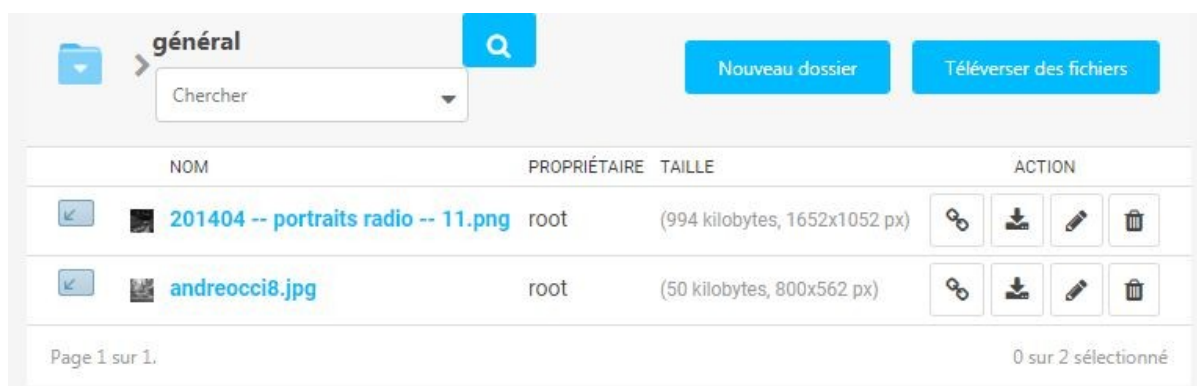 général
Chercher
Nouveau dossier
Téléverser des fichiers
NOM PROPRIÉTAIRE TAILLE ACTION
201404 -- portraits radio -- 11.png root (994 kilobytes, 1652x1052 px)
andreocci8.jpg root (50 kilobytes, 800x562 px)
Page 1 sur 1. 0 sur 2 sélectionné